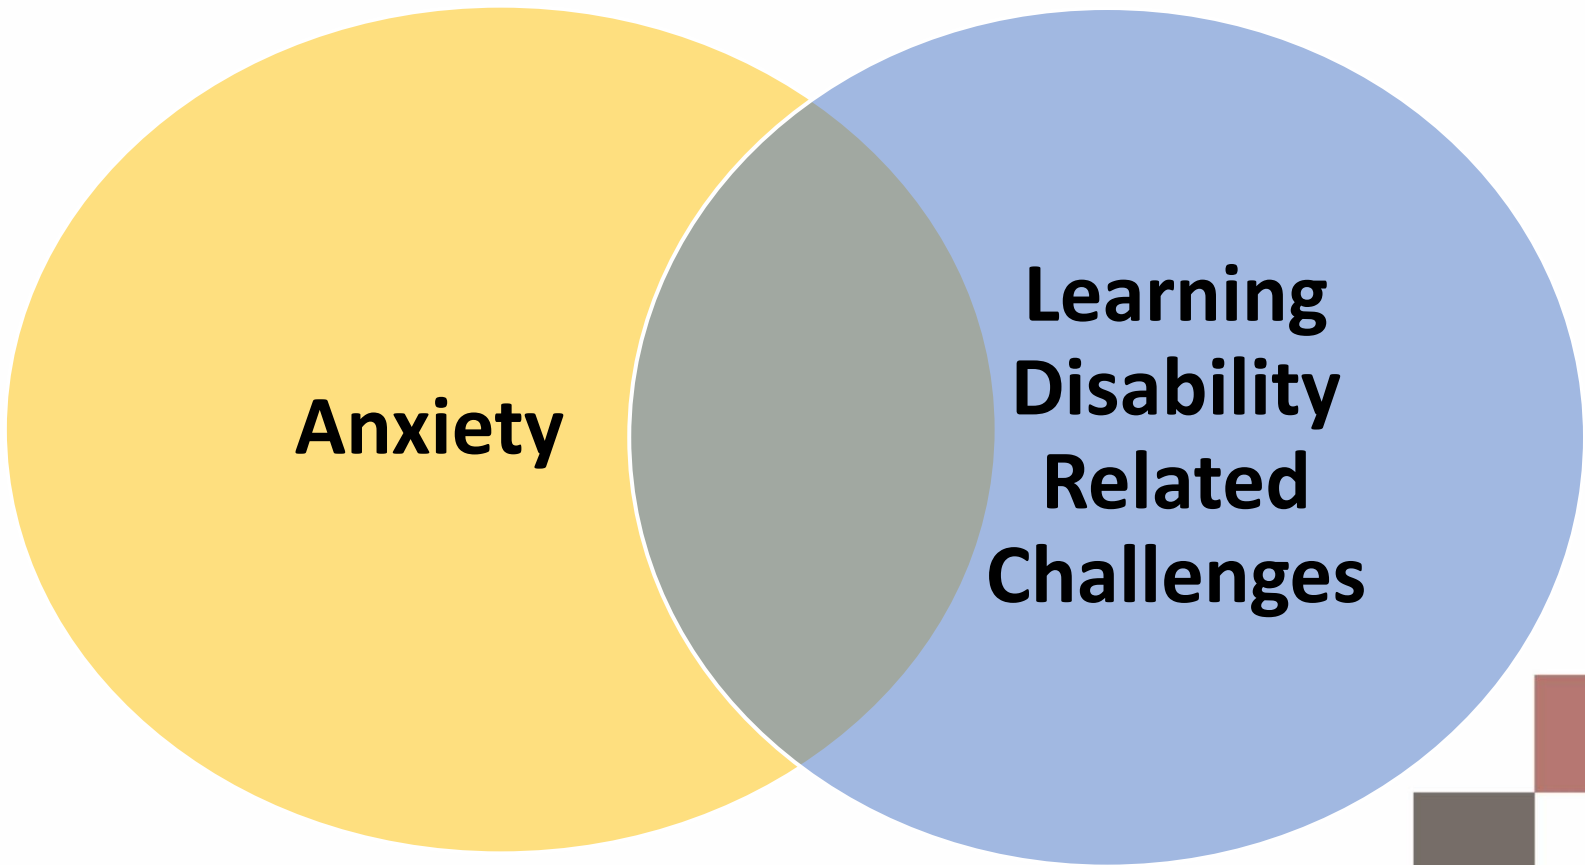 Anxiety
Learning
Disability
Related
Challenges